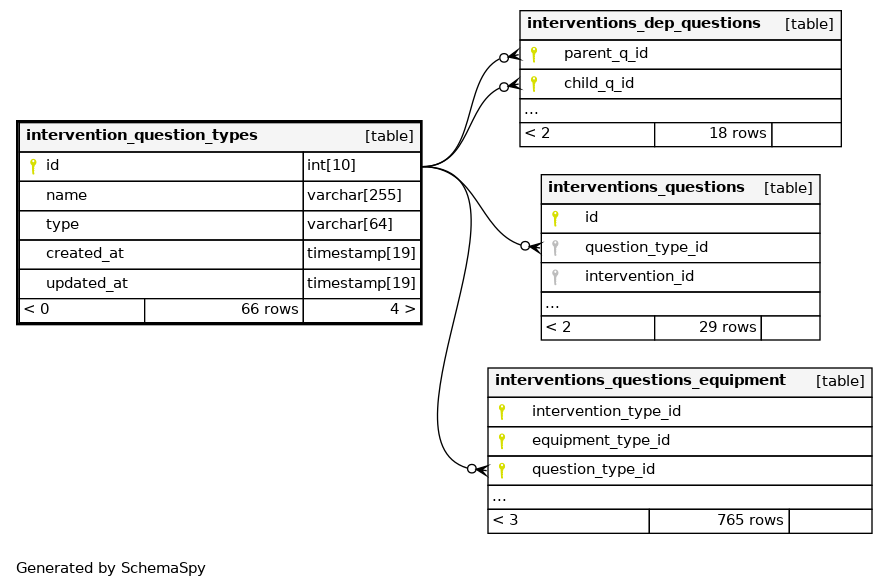 interventions_dep_questions [table]
parent_q_id
child_q_id
...
< 2 18 rows
intervention_question_types [table]
id int[10]
name varchar[255]
type varchar[64]
created_at timestamp[19]
updated_at timestamp[19]
< 0 66 rows 4 >
interventions_questions [table]
id
question_type_id
intervention_id
...
< 2 29 rows
interventions_questions_equipment [table]
intervention_type_id
equipment_type_id
question_type_id
...
< 3 765 rows
Generated by SchemaSpy